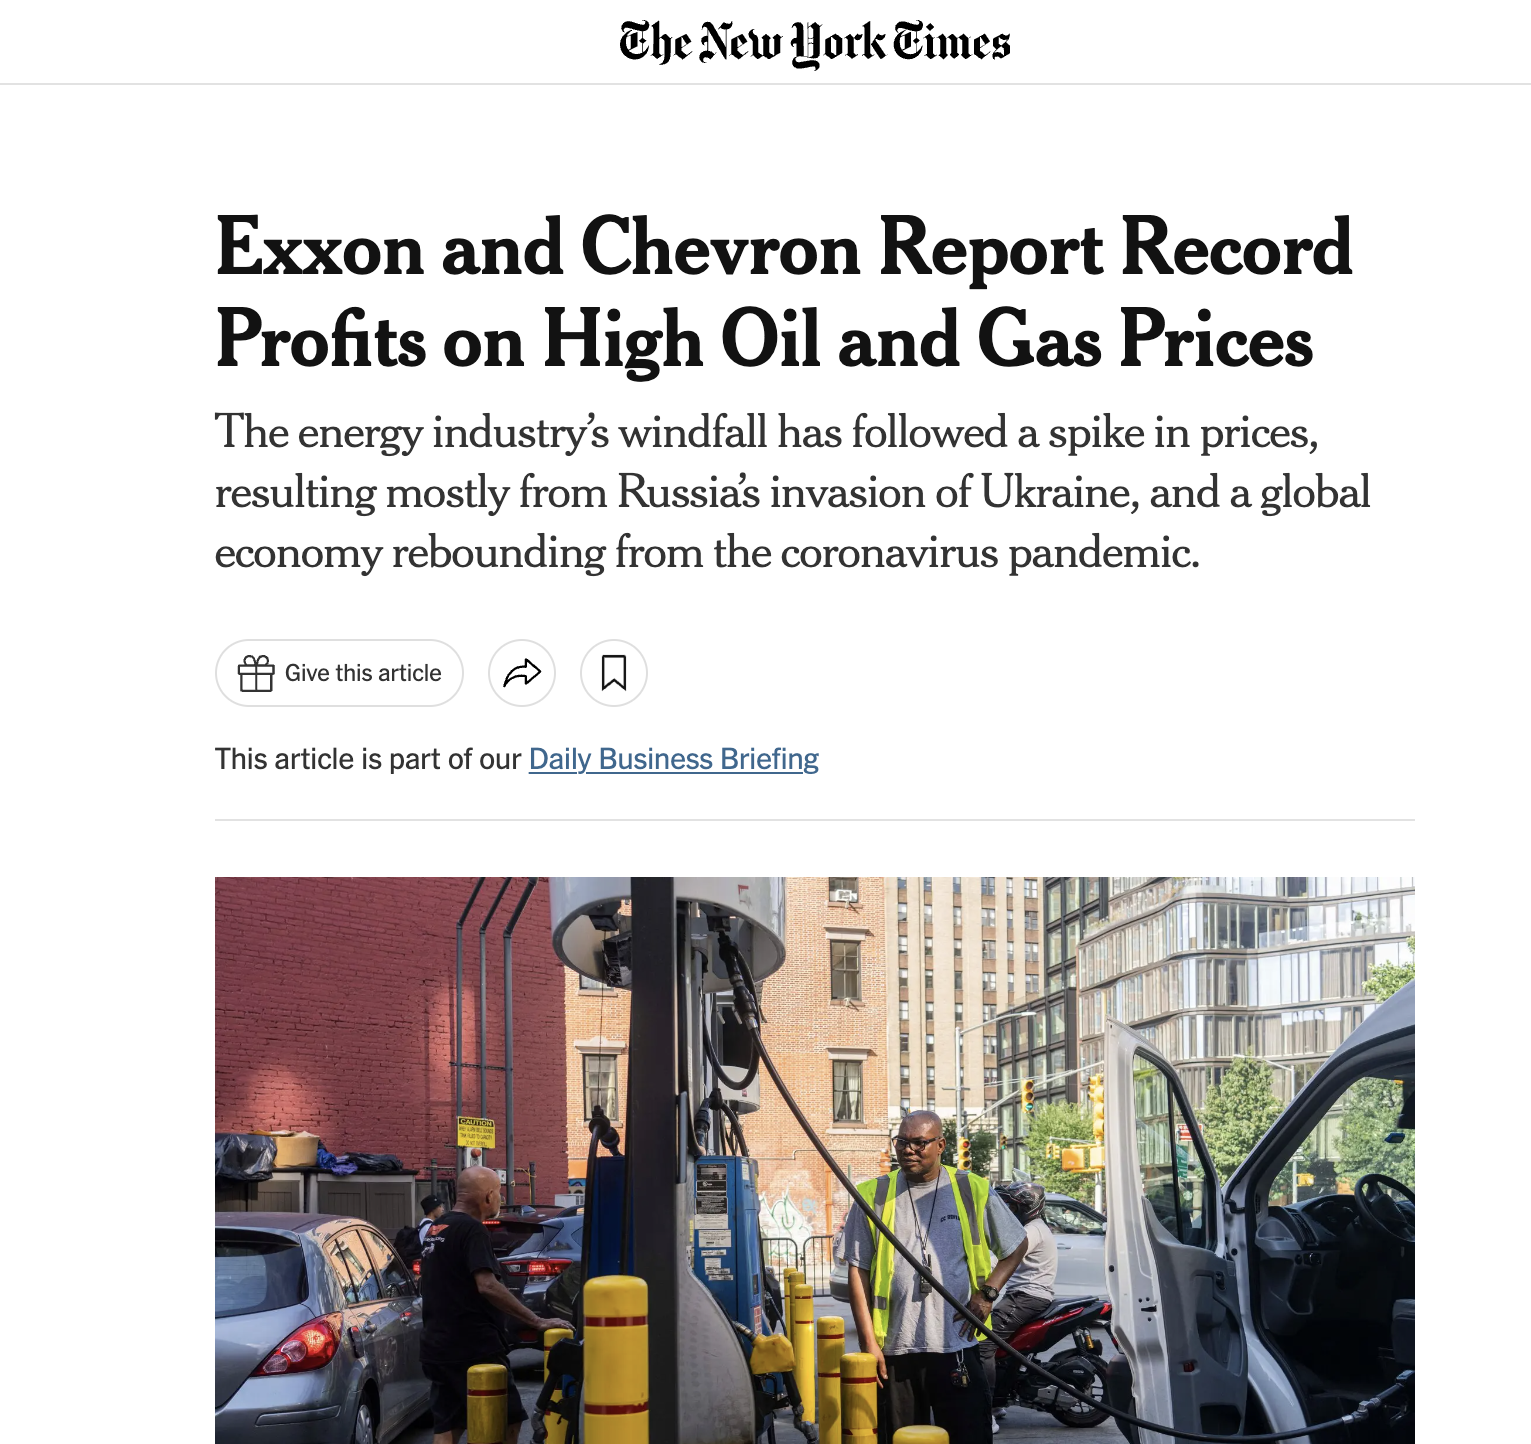 The New York Times
Exxon and Chevron Report Record
Profits on High Oil and Gas Prices
The energy industry’s windfall has followed a spike in prices,
resulting mostly from Russia’s invasion of Ukraine, and a global
economy rebounding from the coronavirus pandemic.
Give this article
This article is part of our Daily Business Briefing
CAUTION